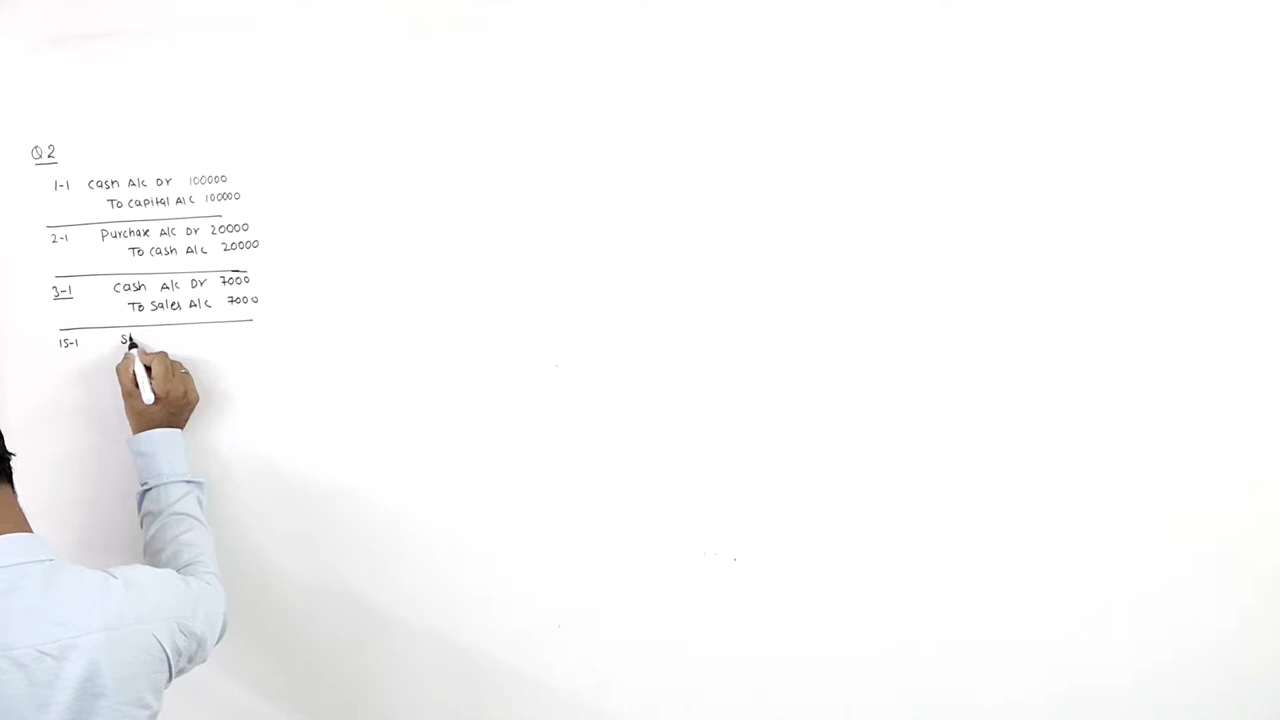 Q.2
1-1 Cash A/c Dr 100000
To Capital A/c 100000
2-1 Purchase A/c Dr 20000
To Cash A/c 20000
3-1 Cash A/c Dr 7000
To Sales A/c 7000
15-1